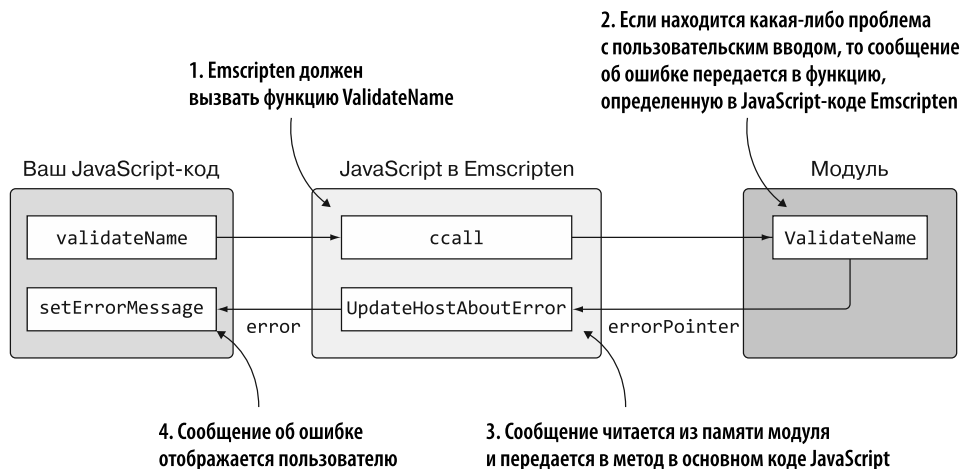 2. Если находится какая-либо проблема
с пользовательским вводом, то сообщение
об ошибке передается в функцию,
определенную в JavaScript-коде Emscripten
1. Emscripten должен
вызвать функцию ValidateName
Ваш JavaScript-код
JavaScript в Emscripten
Модуль
validateName
ccall
ValidateName
setErrorMessage
error
UpdateHostAboutError
errorPointer
4. Сообщение об ошибке
отображается пользователю
3. Сообщение читается из памяти модуля
и передается в метод в основном коде JavaScript